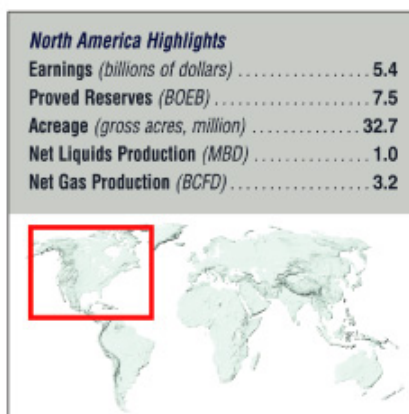 North America Highlights
Earnings (billions of dollars) ..................... 5.4
Proved Reserves (BOEB) ........................ 7.5
Acreage (gross acres, million) .................. 32.7
Net Liquids Production (MBD) ................. 1.0
Net Gas Production (BCFD) ..................... 3.2